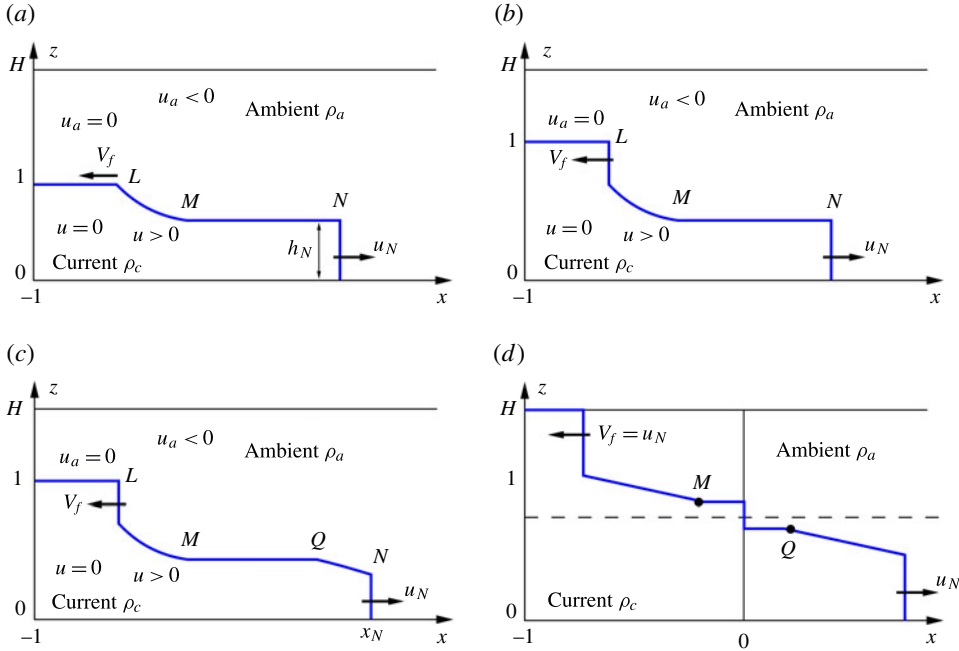 (a)
z
H
u_a < 0
Ambient ρ_a
u_a = 0
V_f
L
1
M
N
u = 0
u > 0
h_N
u_N
Current ρ_c
0
–1
x
(b)
z
H
u_a < 0
Ambient ρ_a
u_a = 0
L
1
V_f
M
N
u = 0
u > 0
u_N
Current ρ_c
0
–1
x
(c)
z
H
u_a < 0
Ambient ρ_a
u_a = 0
L
1
V_f
M
Q
N
u = 0
u > 0
u_N
Current ρ_c
0
–1
x_N
x
(d)
z
H
V_f = u_N
Ambient ρ_a
1
M
Q
u_N
Current ρ_c
0
–1
0
x